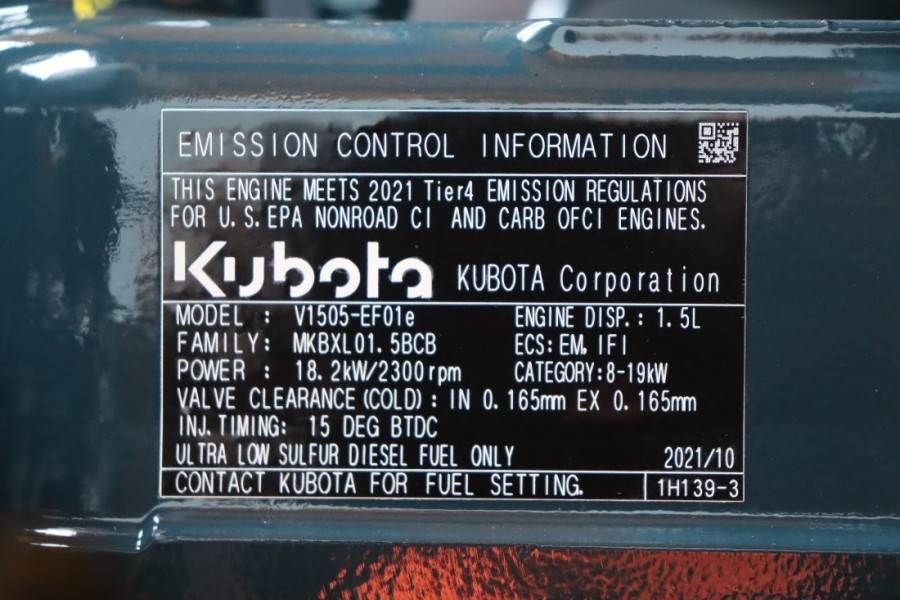 EMISSION CONTROL INFORMATION
THIS ENGINE MEETS 2021 Tier4 EMISSION REGULATIONS
FOR U.S.EPA NONROAD CI AND CARB OFCI ENGINES.
Kubota KUBOTA Corporation
MODEL : V1505-EF01e ENGINE DISP.: 1.5L
FAMILY: MKBXL01.5BCB ECS:EM,IFI
POWER : 18.2kW/2300rpm CATEGORY:8-19kW
VALVE CLEARANCE(COLD): IN 0.165mm EX 0.165mm
INJ.TIMING: 15 DEG BTDC
ULTRA LOW SULFUR DIESEL FUEL ONLY 2021/10
CONTACT KUBOTA FOR FUEL SETTING. 1H139-3